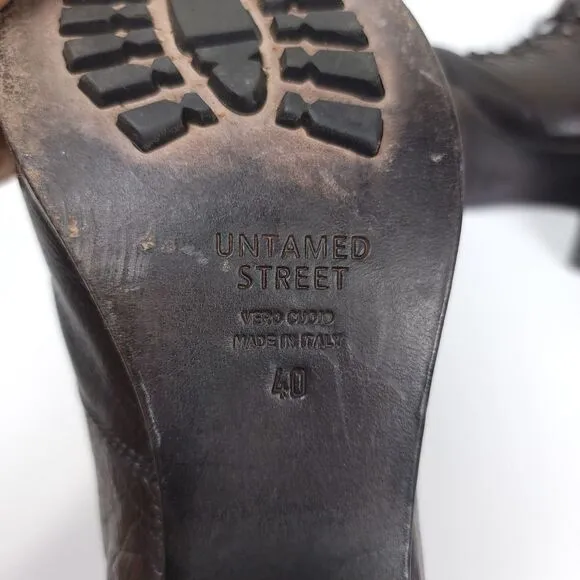 UNTAMED
STREET
VERO CUOIO
MADE IN ITALY
40